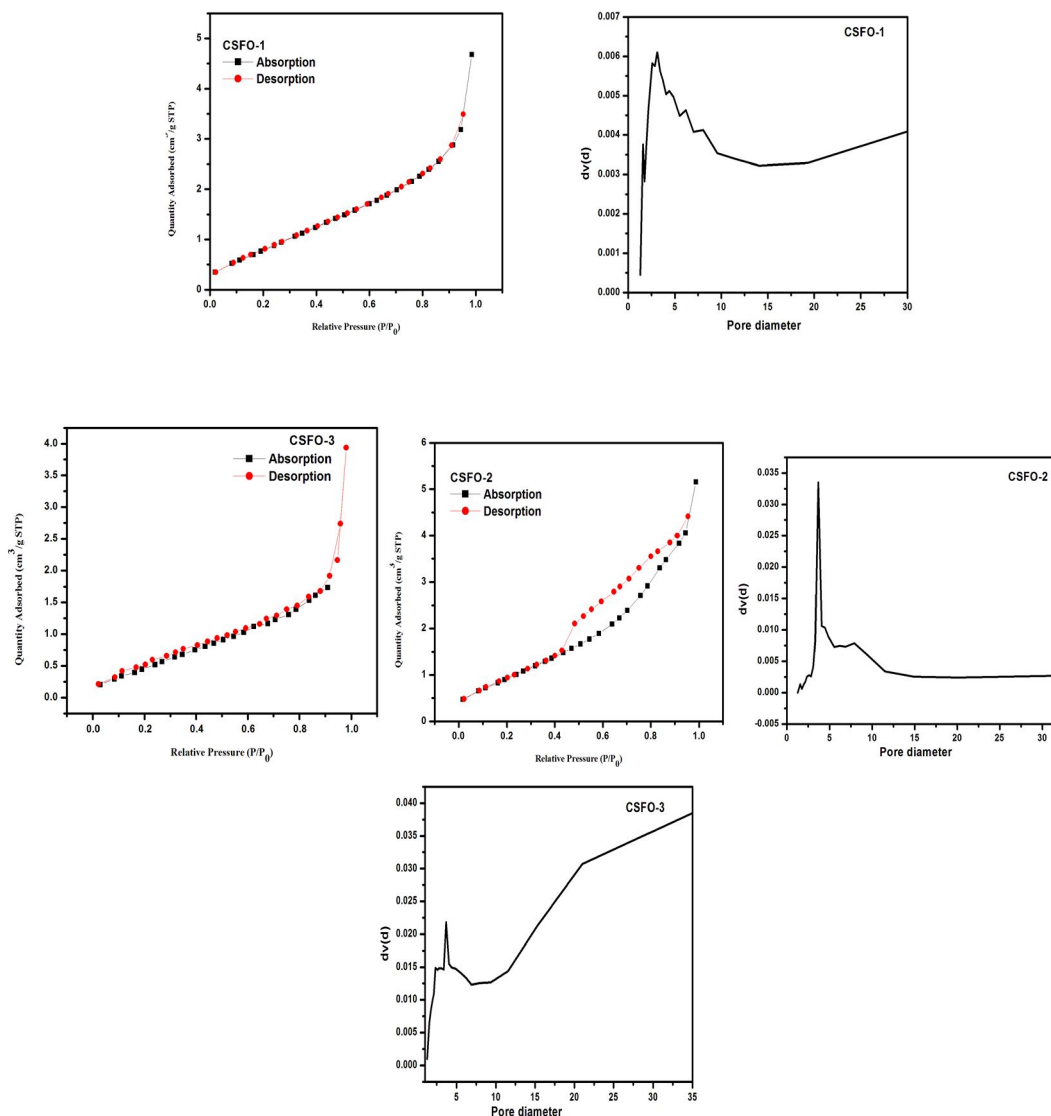 CSFO-1
Absorption
Desorption
Quantity Adsorbed (cm³/g STP)
5
4
3
2
1
0
0.0 0.2 0.4 0.6 0.8 1.0
Relative Pressure (P/P₀)
CSFO-1
dv(d)
0.007
0.006
0.005
0.004
0.003
0.002
0.001
0.000
0 5 10 15 20 25 30
Pore diameter
CSFO-3
Absorption
Desorption
Quantity Adsorbed (cm³/g STP)
4.0
3.5
3.0
2.5
2.0
1.5
1.0
0.5
0.0
0.0 0.2 0.4 0.6 0.8 1.0
Relative Pressure (P/P₀)
CSFO-2
Absorption
Desorption
Quantity Adsorbed (cm³/g STP)
6
5
4
3
2
1
0
0.0 0.2 0.4 0.6 0.8 1.0
Relative Pressure (P/P₀)
CSFO-2
dv(d)
0.035
0.030
0.025
0.020
0.015
0.010
0.005
0.000
-0.005
0 5 10 15 20 25 30
Pore diameter
CSFO-3
dv(d)
0.040
0.035
0.030
0.025
0.020
0.015
0.010
0.005
0.000
5 10 15 20 25 30 35
Pore diameter